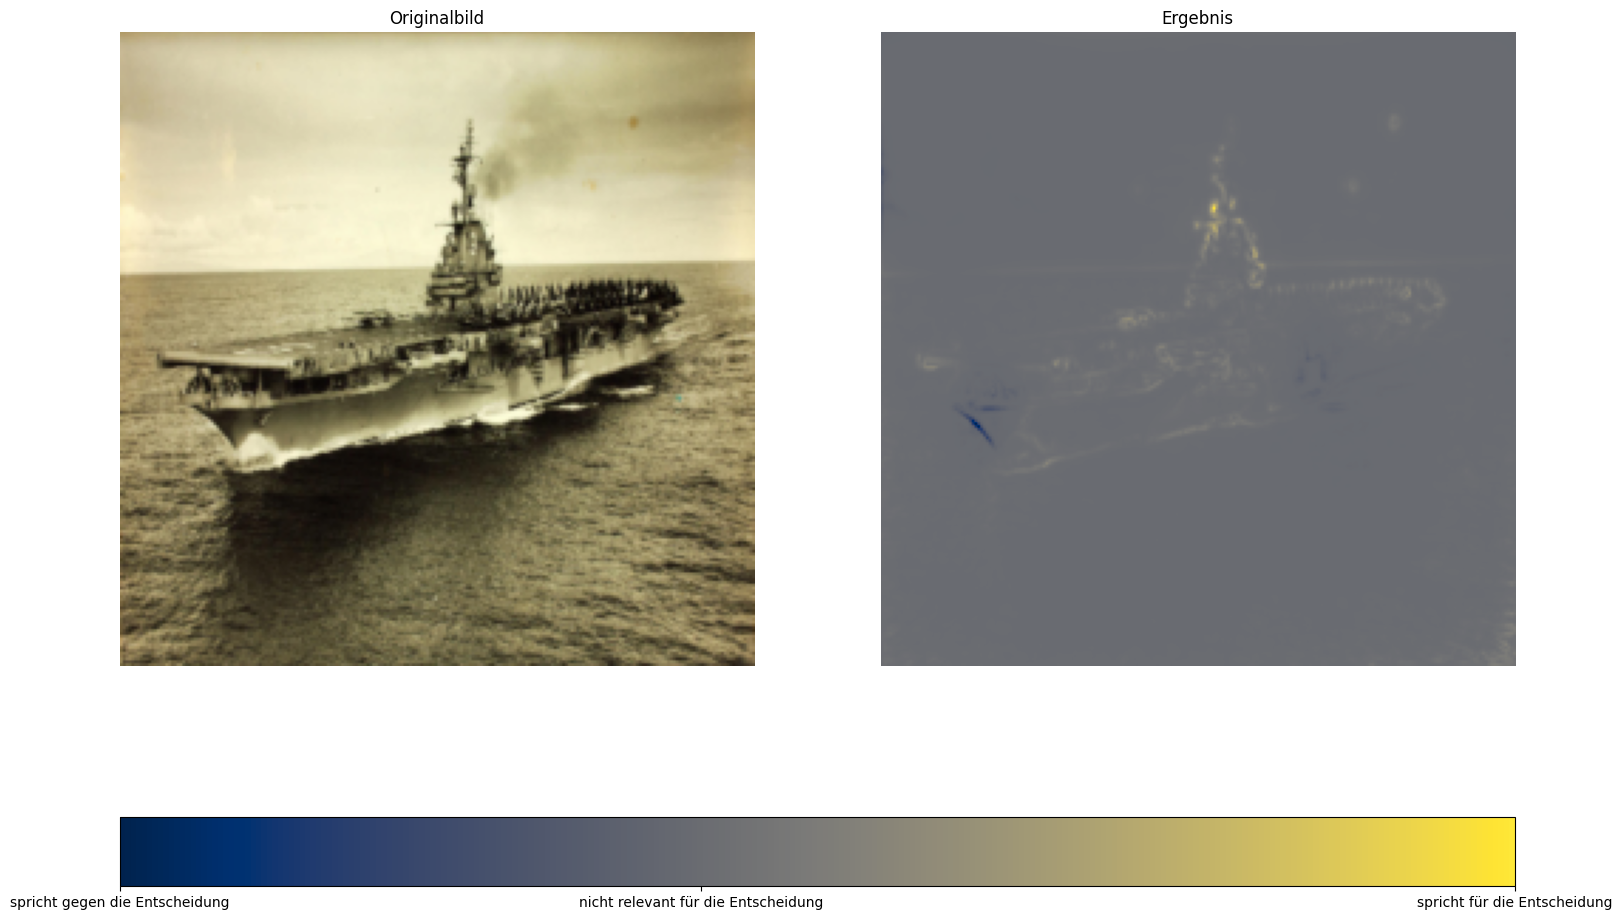 Originalbild
Ergebnis
spricht gegen die Entscheidung
nicht relevant für die Entscheidung
spricht für die Entscheidung